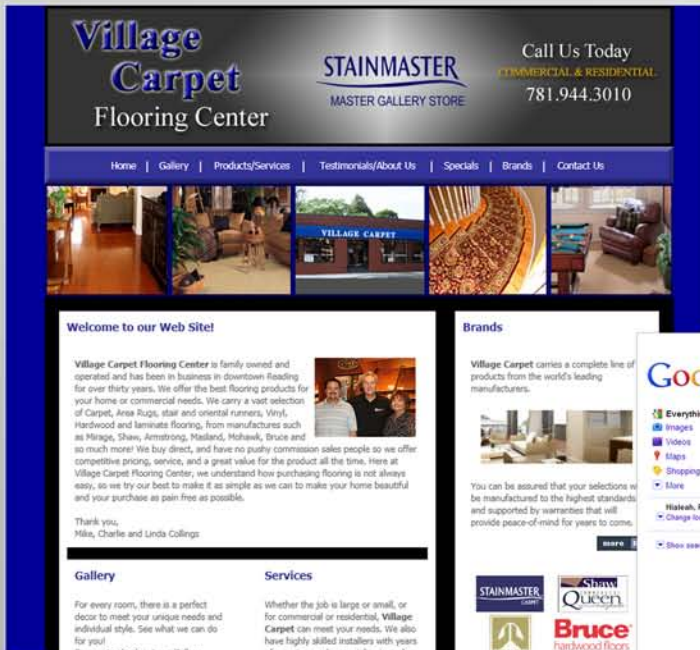 Village
Carpet
Flooring Center
STAINMASTER
MASTER GALLERY STORE
Call Us Today
COMMERCIAL & RESIDENTIAL
781.944.3010
Home | Gallery | Products/Services | Testimonials/About Us | Specials | Brands | Contact Us
VILLAGE CARPET
Welcome to our Web Site!
Village Carpet Flooring Center is family owned and
operated and has been in business in downtown Reading
for over thirty years. We offer the best flooring products for
your home or commercial needs. We carry a vast selection
of Carpet, Area Rugs, stair and oriental runners, Vinyl,
Hardwood and laminate flooring, from manufactures such
as Mirage, Shaw, Armstrong, Masland, Mohawk, Bruce and
so much more! We buy direct, and have no pushy commission sales people so we offer
competitive pricing, service, and a great value for the product all the time. Here at
Village Carpet Flooring Center, we understand how purchasing flooring is not always
easy, so we try our best to make it as simple as we can to make your home beautiful
and your purchase as pain free as possible.
Thank you,
Mike, Charlie and Linda Collings
Gallery
For every room, there is a perfect
decor to meet your unique needs and
individual style. See what we can do
for you!
Services
Whether the job is large or small, or
for commercial or residential, Village
Carpet can meet your needs. We also
have highly skilled installers with years
Brands
Village Carpet carries a complete line of
products from the world's leading
manufacturers.
You can be assured that your selections w
be manufactured to the highest standards
and supported by warranties that will
provide peace-of-mind for years to come.
more
STAINMASTER
CARPET
Shaw
Queen
Bruce
hardwood floors
Goo
Everythi
Images
Videos
Maps
Shopping
More
Hialeah, F
Change lo
Show sear